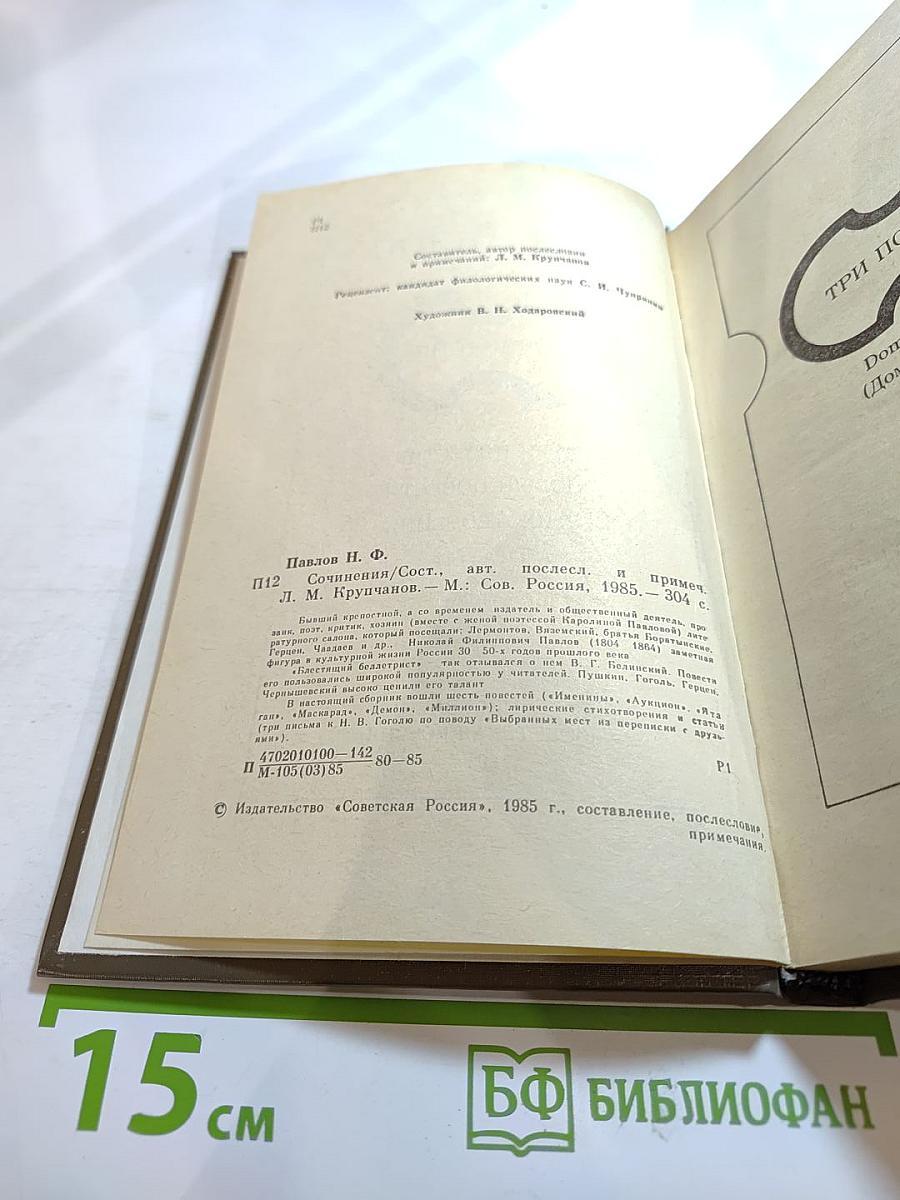 П12
Составитель, автор послесловия
и примечаний: Л. М. Крупчанов
Рецензент: кандидат филологических наук С. И. Чупринин
Художник В. Н. Ходоровский
Павлов Н. Ф.
П12 Сочинения/Сост., авт. послесл. и примеч.
Л. М. Крупчанов.— М.: Сов. Россия, 1985.— 304 с.
Бывший крепостной, а со временем издатель и общественный деятель, про
заик, поэт, критик, хозяин (вместе с женой поэтессой Каролиной Павловой) лите
ратурного салона, который посещали: Лермонтов, Вяземский, братья Боратынские,
Герцен, Чаадаев и др., Николай Филиппович Павлов (1804 1864) заметная
фигура в культурной жизни России 30 50-х годов прошлого века
«Блестящий беллетрист» так отзывался о нем В. Г. Белинский. Повести
его пользовались широкой популярностью у читателей. Пушкин, Гоголь, Герцен,
Чернышевский высоко ценили его талант
В настоящий сборник вошли шесть повестей («Именины», «Аукцион», «Ята
ган», «Маскарад», «Демон», «Миллион»); лирические стихотворения и статьи
(три письма к Н. В. Гоголю по поводу «Выбранных мест из переписки с друзь
ями»).
П 4702010100—142
М-105(03)85 80—85 Р1
© Издательство «Советская Россия», 1985 г., составление, послесловие,
примечания.
ТРИ ПО
Dom
(Дом
15 см
БФ БИБЛИОФАН